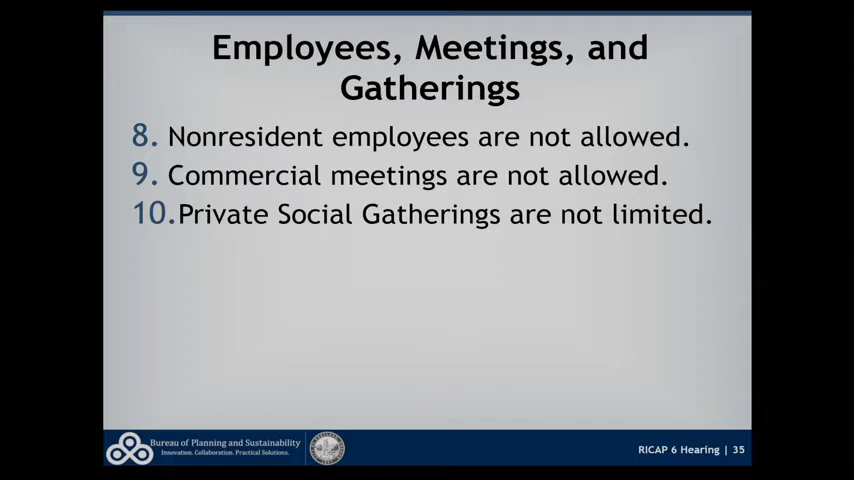 Employees, Meetings, and
Gatherings
8. Nonresident employees are not allowed.
9. Commercial meetings are not allowed.
10.Private Social Gatherings are not limited.
Bureau of Planning and Sustainability
Innovation. Collaboration. Practical Solutions.
RICAP 6 Hearing | 35